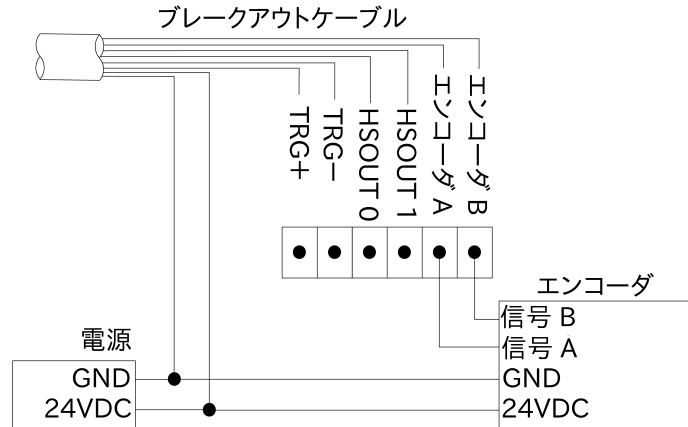 ブレークアウトケーブル
TRG+
TRG−
HSOUT 0
HSOUT 1
エンコーダ A
エンコーダ B
エンコーダ
信号 B
信号 A
GND
24VDC
電源
GND
24VDC